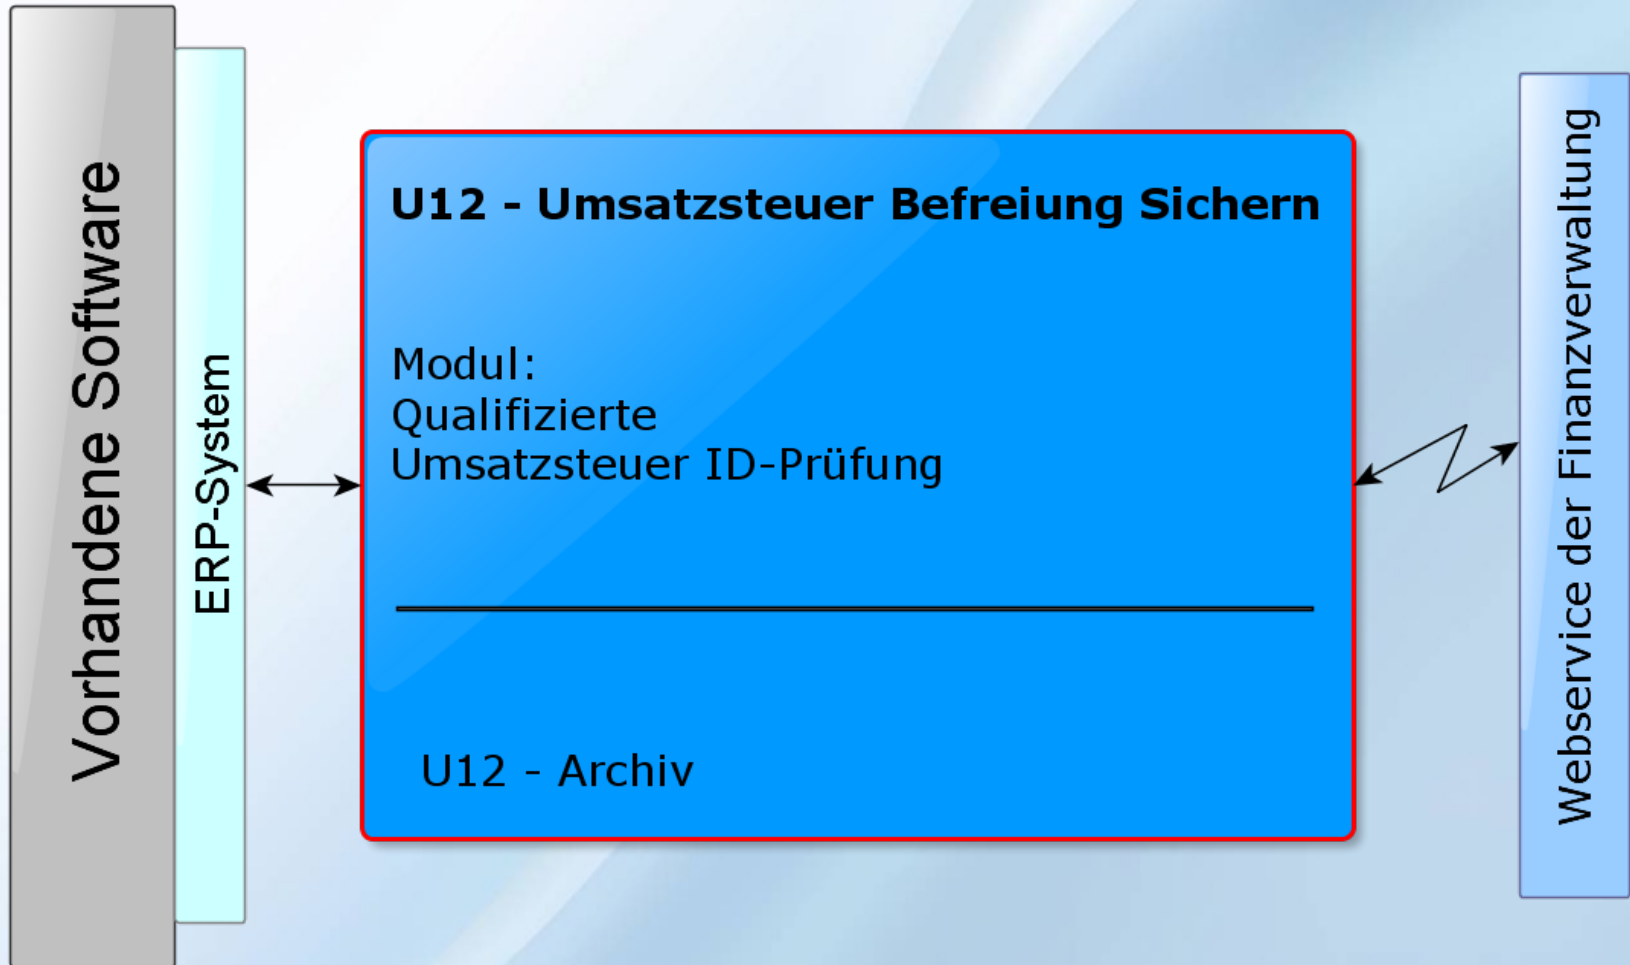 Vorhandene Software
ERP-System
U12 - Umsatzsteuer Befreiung Sichern
Modul:
Qualifizierte
Umsatzsteuer ID-Prüfung
U12 - Archiv
Webservice der Finanzverwaltung